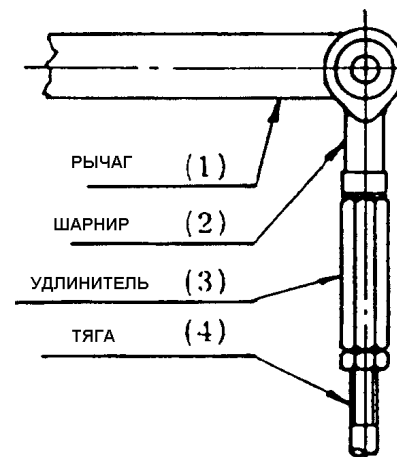 РЫЧАГ (1)
ШАРНИР (2)
УДЛИНИТЕЛЬ (3)
ТЯГА (4)